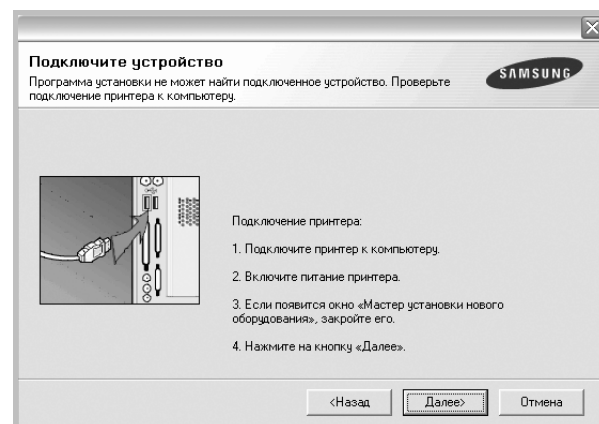 Подключите устройство
Программа установки не может найти подключенное устройство. Проверьте
подключение принтера к компьютеру.
SAMSUNG
Подключение принтера:
1. Подключите принтер к компьютеру.
2. Включите питание принтера.
3. Если появится окно «Мастер установки нового
оборудования», закройте его.
4. Нажмите на кнопку «Далее».
<Назад
Далее>
Отмена